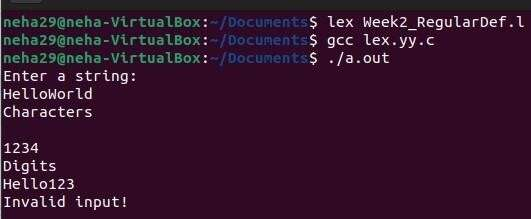 neha29@neha-VirtualBox:~/Documents$ lex Week2_RegularDef.l
neha29@neha-VirtualBox:~/Documents$ gcc lex.yy.c
neha29@neha-VirtualBox:~/Documents$ ./a.out
Enter a string:
HelloWorld
Characters

1234
Digits
Hello123
Invalid input!